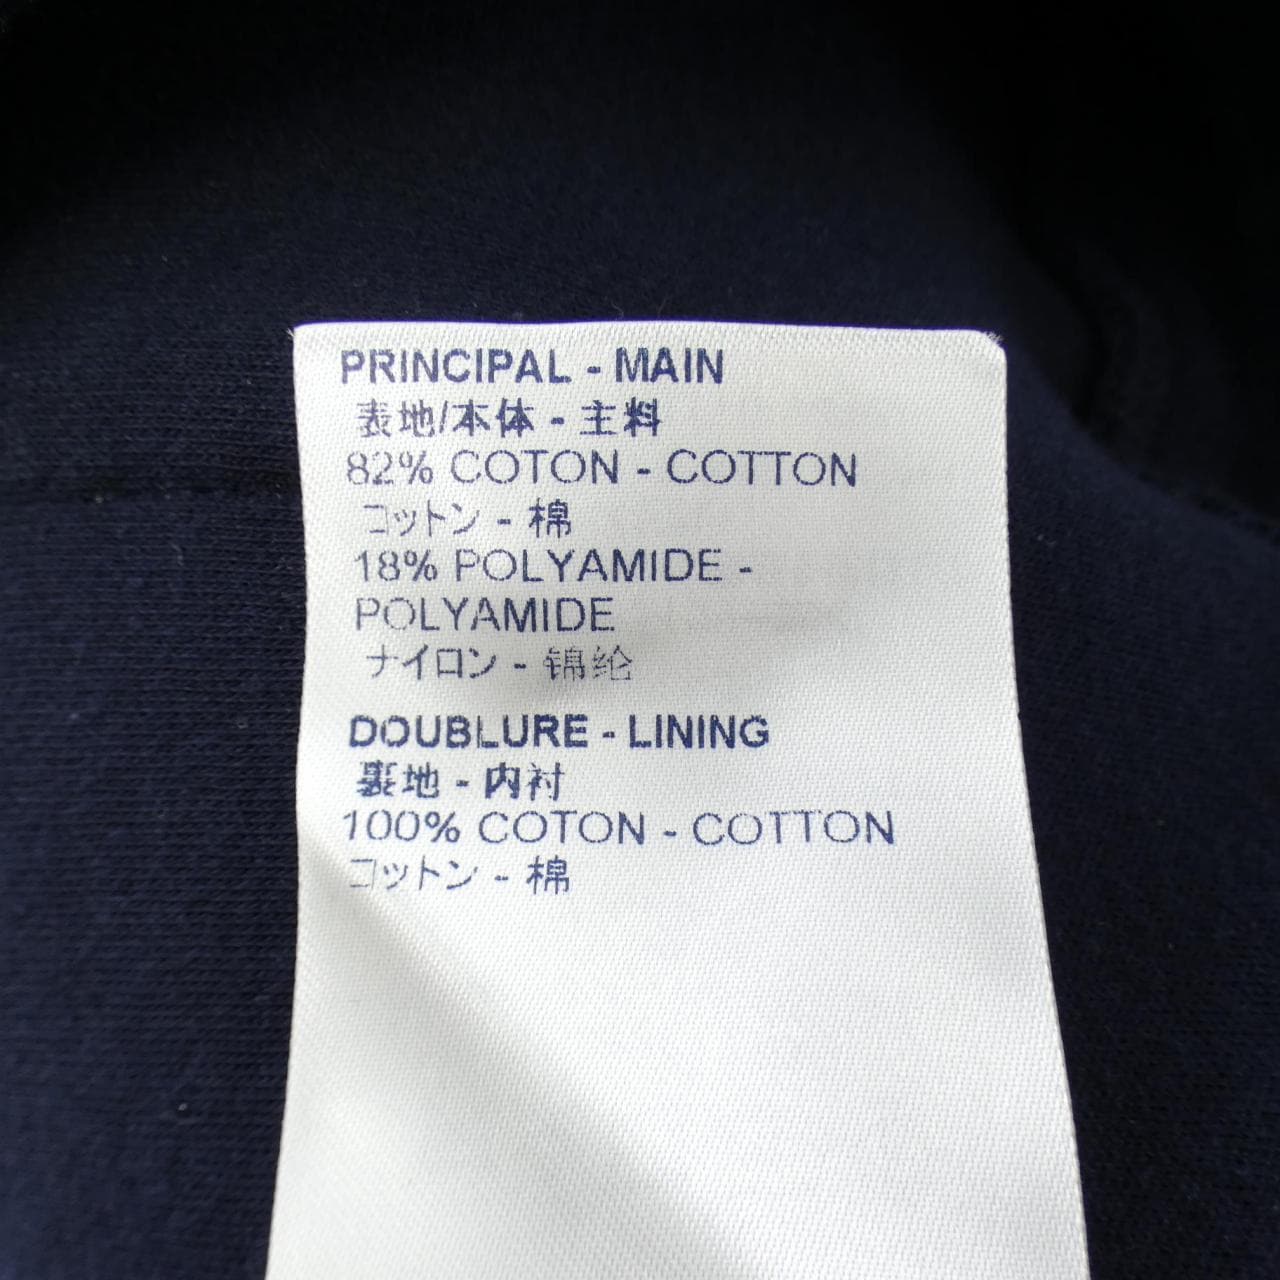 PRINCIPAL - MAIN
表地/本体 - 主料
82% COTON - COTTON
コットン - 棉
18% POLYAMIDE -
POLYAMIDE
ナイロン - 锦纶
DOUBLURE - LINING
裏地 - 内衬
100% COTON - COTTON
コットン - 棉